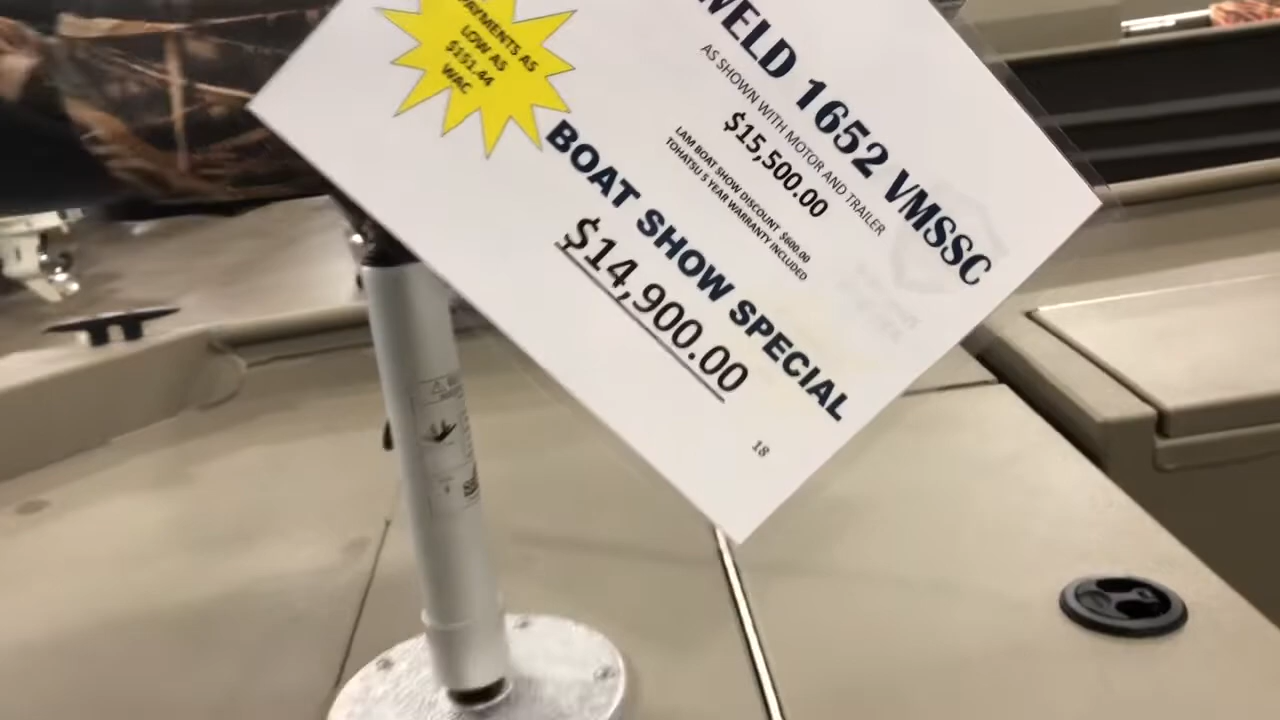 PAYMENTS AS
LOW AS
$151.44
WAC
WELD 1652 VMSSC
AS SHOWN WITH MOTOR AND TRAILER
$15,500.00
LAM BOAT SHOW DISCOUNT $600.00
TOHATSU 5 YEAR WARRANTY INCLUDED
BOAT SHOW SPECIAL
$14,900.00
18